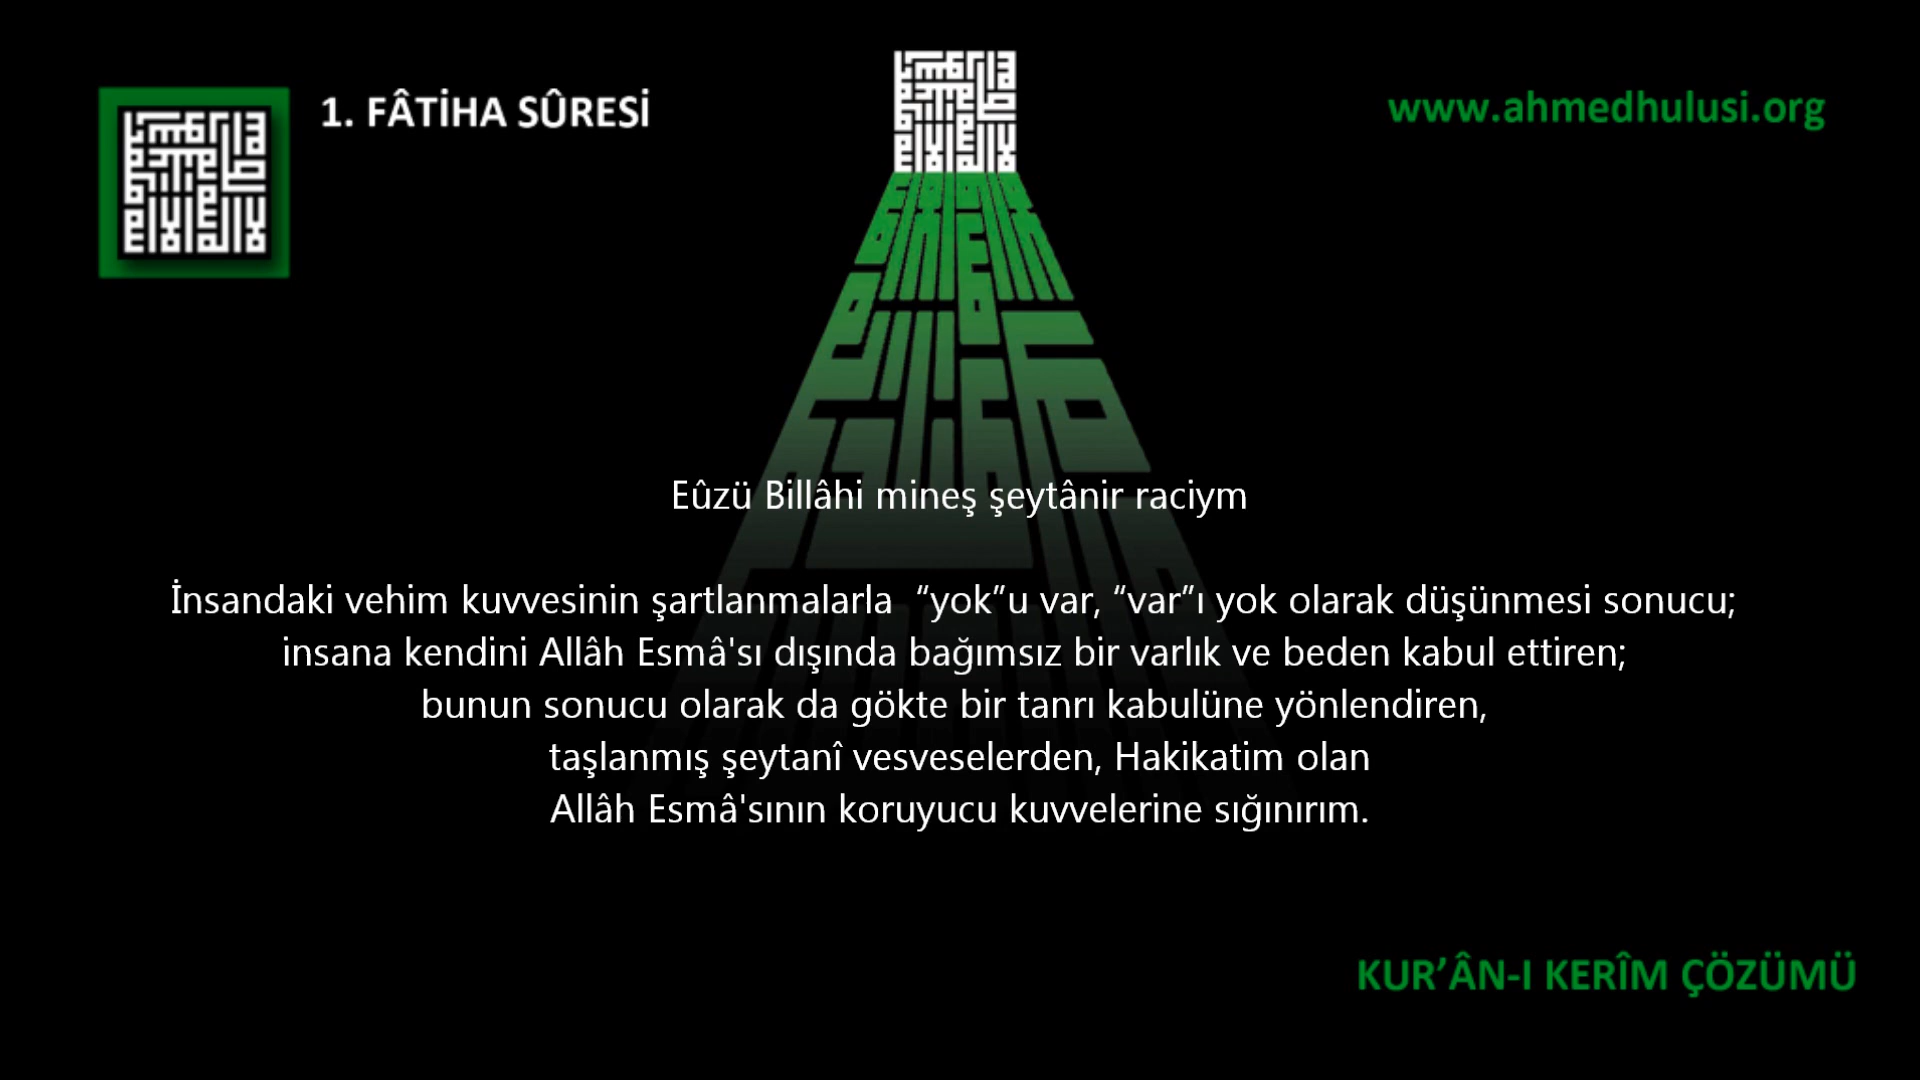 1. FÂTİHA SÛRESİ
www.ahmedhulusi.org
Eûzü Billâhi mineş şeytânir raciym
İnsandaki vehim kuvvesinin şartlanmalarla “yok”u var, “var”ı yok olarak düşünmesi sonucu;
insana kendini Allâh Esmâ'sı dışında bağımsız bir varlık ve beden kabul ettiren;
bunun sonucu olarak da gökte bir tanrı kabulüne yönlendiren,
taşlanmış şeytanî vesveselerden, Hakikatim olan
Allâh Esmâ'sının koruyucu kuvvelerine sığınırım.
KUR’ÂN-I KERÎM ÇÖZÜMÜ